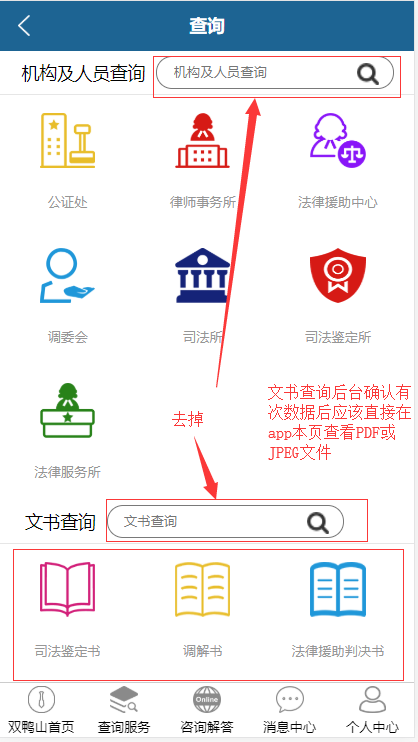 查询
机构及人员查询 机构及人员查询
公证处 律师事务所 法律援助中心
调委会 司法所 司法鉴定所
文书查询后台确认有
次数据后应该直接在
去掉
app本页查看PDF或
JPEG文件
法律服务所
文书查询 文书查询
司法鉴定书 调解书 法律援助判决书
Online
双鸭山首页 查询服务 咨询解答 消息中心 个人中心